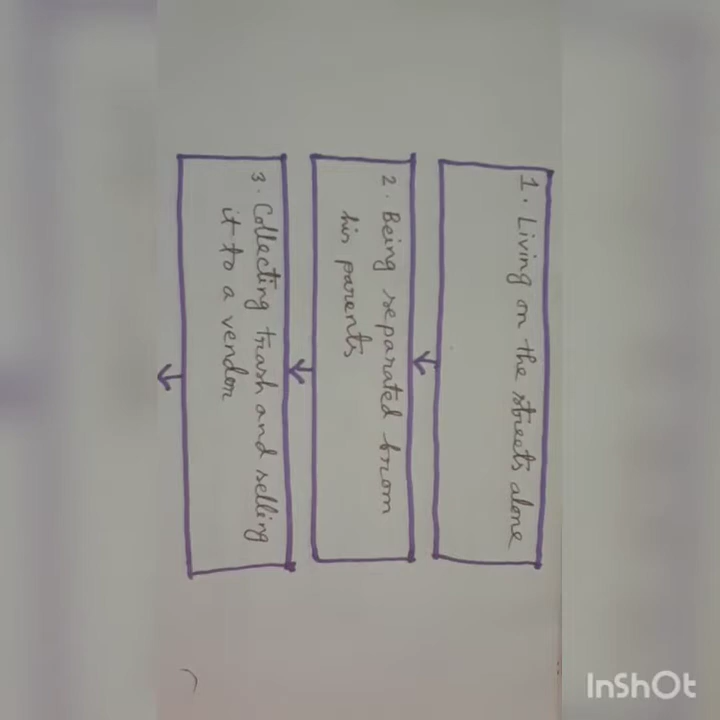 1. Living on the streets alone
2. Being separated from
his parents
3. Collecting trash and selling
it to a vendor
InShOt